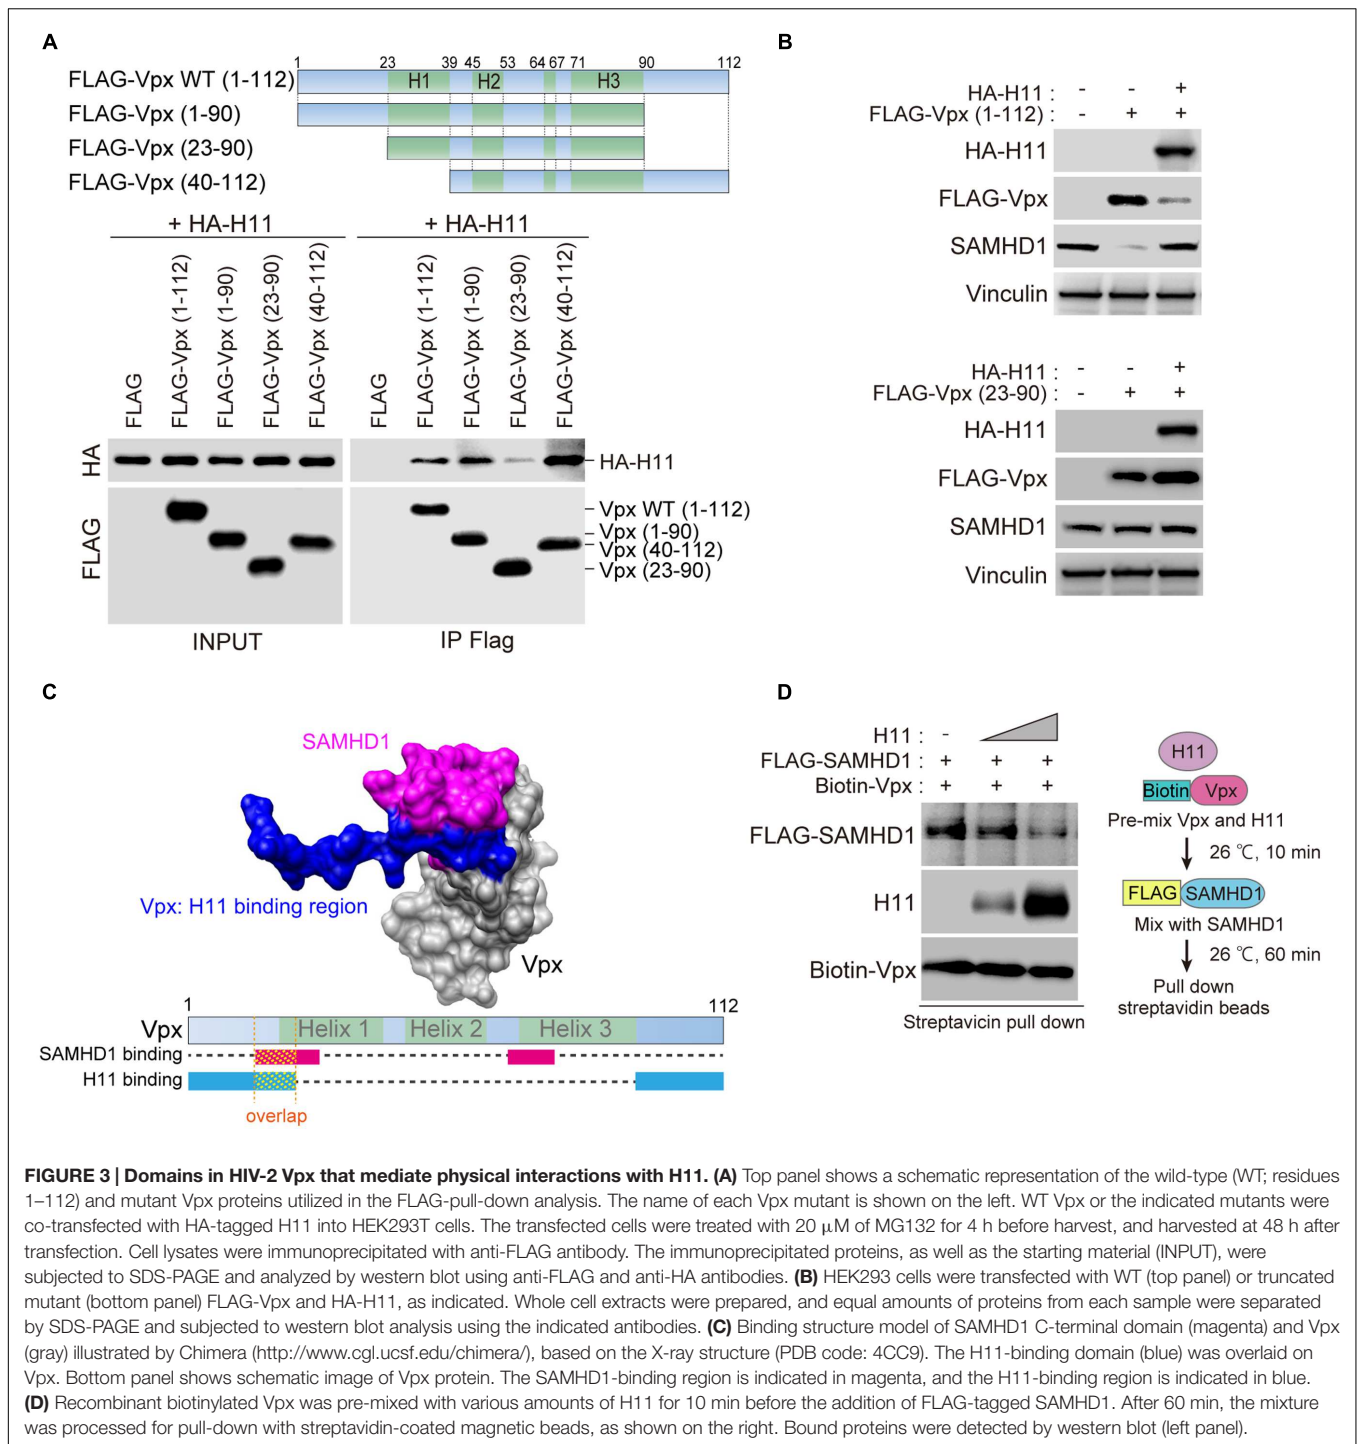 A
1 23 39 45 53 64 67 71 90 112
FLAG-Vpx WT (1-112)
H1 H2 H3
FLAG-Vpx (1-90)
FLAG-Vpx (23-90)
FLAG-Vpx (40-112)
+ HA-H11
+ HA-H11
FLAG
FLAG-Vpx (1-112)
FLAG-Vpx (1-90)
FLAG-Vpx (23-90)
FLAG-Vpx (40-112)
FLAG
FLAG-Vpx (1-112)
FLAG-Vpx (1-90)
FLAG-Vpx (23-90)
FLAG-Vpx (40-112)
HA
HA-H11
FLAG
Vpx WT (1-112)
Vpx (1-90)
Vpx (40-112)
Vpx (23-90)
INPUT
IP Flag
B
HA-H11 : - - +
FLAG-Vpx (1-112) : - + +
HA-H11
FLAG-Vpx
SAMHD1
Vinculin
HA-H11 : - - +
FLAG-Vpx (23-90) : - + +
HA-H11
FLAG-Vpx
SAMHD1
Vinculin
C
SAMHD1
Vpx: H11 binding region
Vpx
1 112
Vpx
Helix 1 Helix 2 Helix 3
SAMHD1 binding
H11 binding
overlap
D
H11 : -
FLAG-SAMHD1 : + + +
Biotin-Vpx : + + +
FLAG-SAMHD1
H11
Biotin-Vpx
Streptavicin pull down
H11
Biotin Vpx
Pre-mix Vpx and H11
26 ℃, 10 min
FLAG SAMHD1
Mix with SAMHD1
26 ℃, 60 min
Pull down
streptavidin beads
FIGURE 3 | Domains in HIV-2 Vpx that mediate physical interactions with H11. (A) Top panel shows a schematic representation of the wild-type (WT; residues
1–112) and mutant Vpx proteins utilized in the FLAG-pull-down analysis. The name of each Vpx mutant is shown on the left. WT Vpx or the indicated mutants were
co-transfected with HA-tagged H11 into HEK293T cells. The transfected cells were treated with 20 μM of MG132 for 4 h before harvest, and harvested at 48 h after
transfection. Cell lysates were immunoprecipitated with anti-FLAG antibody. The immunoprecipitated proteins, as well as the starting material (INPUT), were
subjected to SDS-PAGE and analyzed by western blot using anti-FLAG and anti-HA antibodies. (B) HEK293 cells were transfected with WT (top panel) or truncated
mutant (bottom panel) FLAG-Vpx and HA-H11, as indicated. Whole cell extracts were prepared, and equal amounts of proteins from each sample were separated
by SDS-PAGE and subjected to western blot analysis using the indicated antibodies. (C) Binding structure model of SAMHD1 C-terminal domain (magenta) and Vpx
(gray) illustrated by Chimera (http://www.cgl.ucsf.edu/chimera/), based on the X-ray structure (PDB code: 4CC9). The H11-binding domain (blue) was overlaid on
Vpx. Bottom panel shows schematic image of Vpx protein. The SAMHD1-binding region is indicated in magenta, and the H11-binding region is indicated in blue.
(D) Recombinant biotinylated Vpx was pre-mixed with various amounts of H11 for 10 min before the addition of FLAG-tagged SAMHD1. After 60 min, the mixture
was processed for pull-down with streptavidin-coated magnetic beads, as shown on the right. Bound proteins were detected by western blot (left panel).